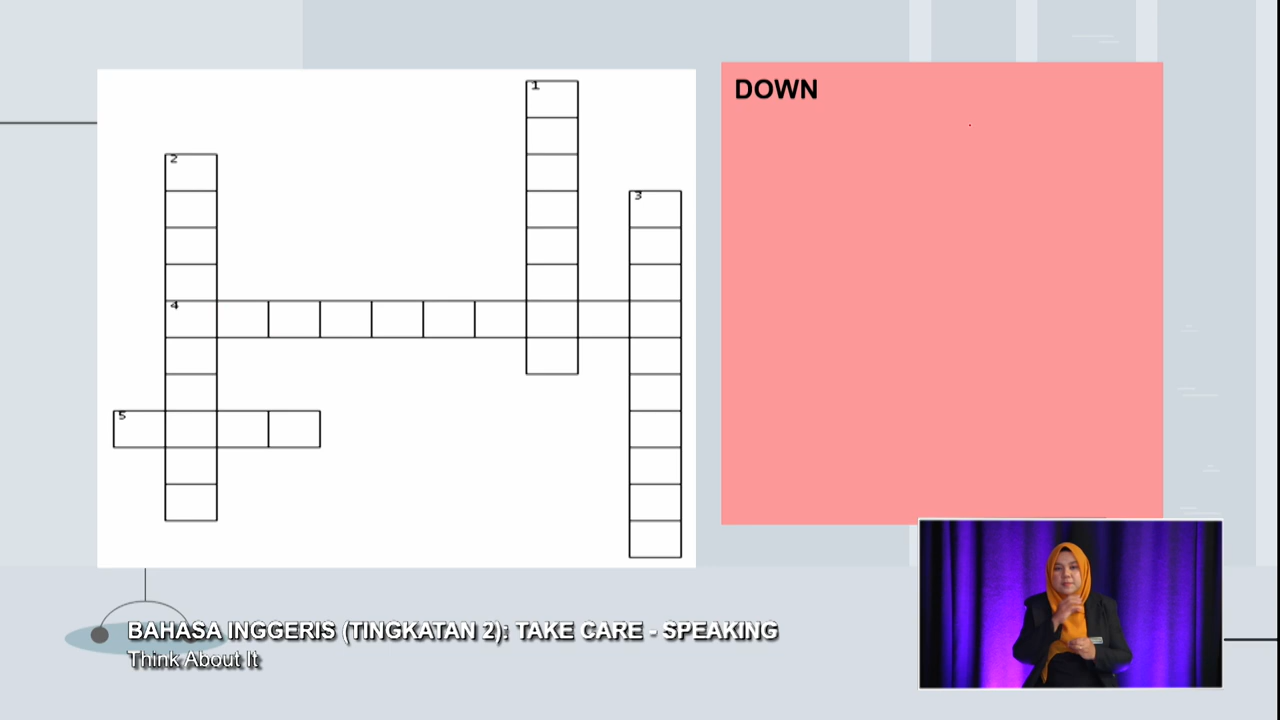 DOWN
1
2
3
4
5
BAHASA INGGERIS (TINGKATAN 2): TAKE CARE - SPEAKING
Think About It